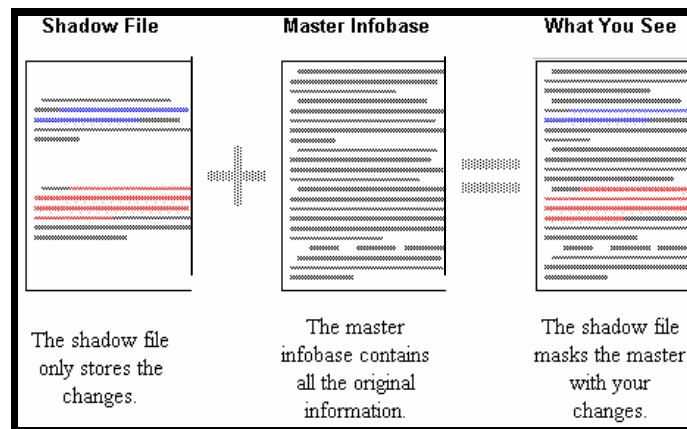 Shadow File
Master Infobase
What You See
The shadow file
only stores the
changes.
The master
infobase contains
all the original
information.
The shadow file
masks the master
with your
changes.